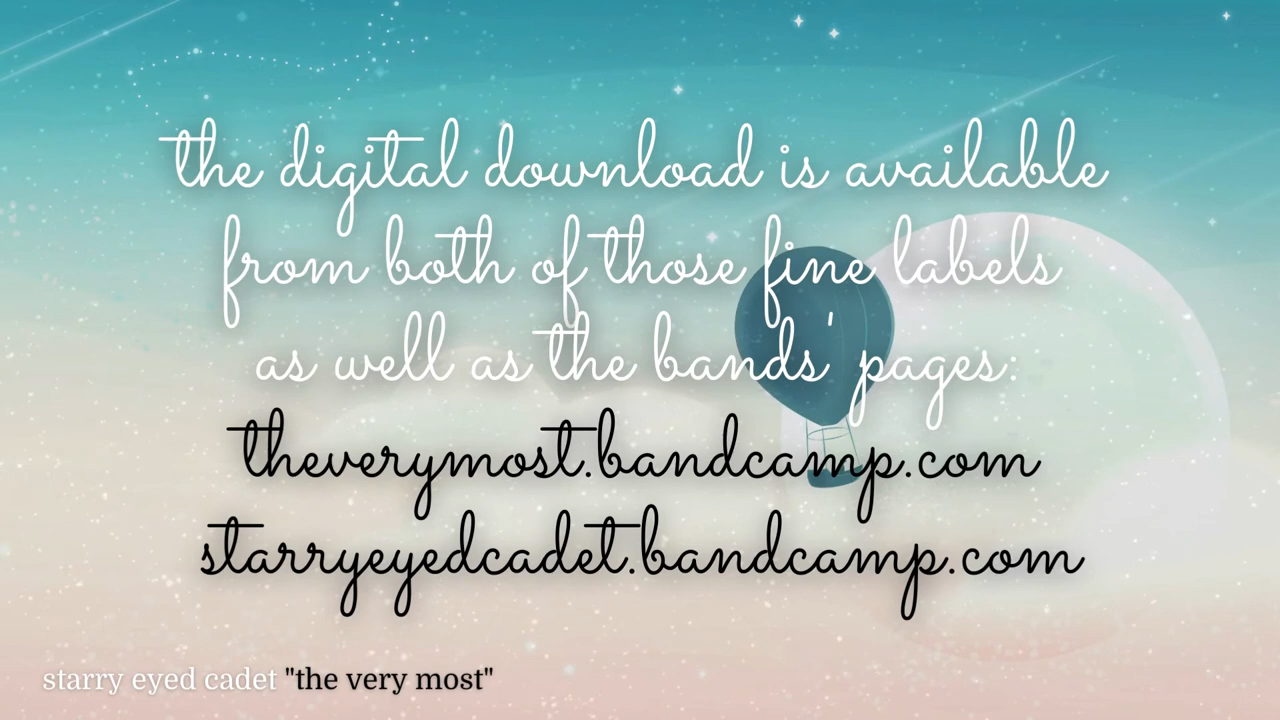 the digital download is available
from both of those fine labels
as well as the bands' pages:
theverymost.bandcamp.com
starryeyedcadet.bandcamp.com
starry eyed cadet "the very most"